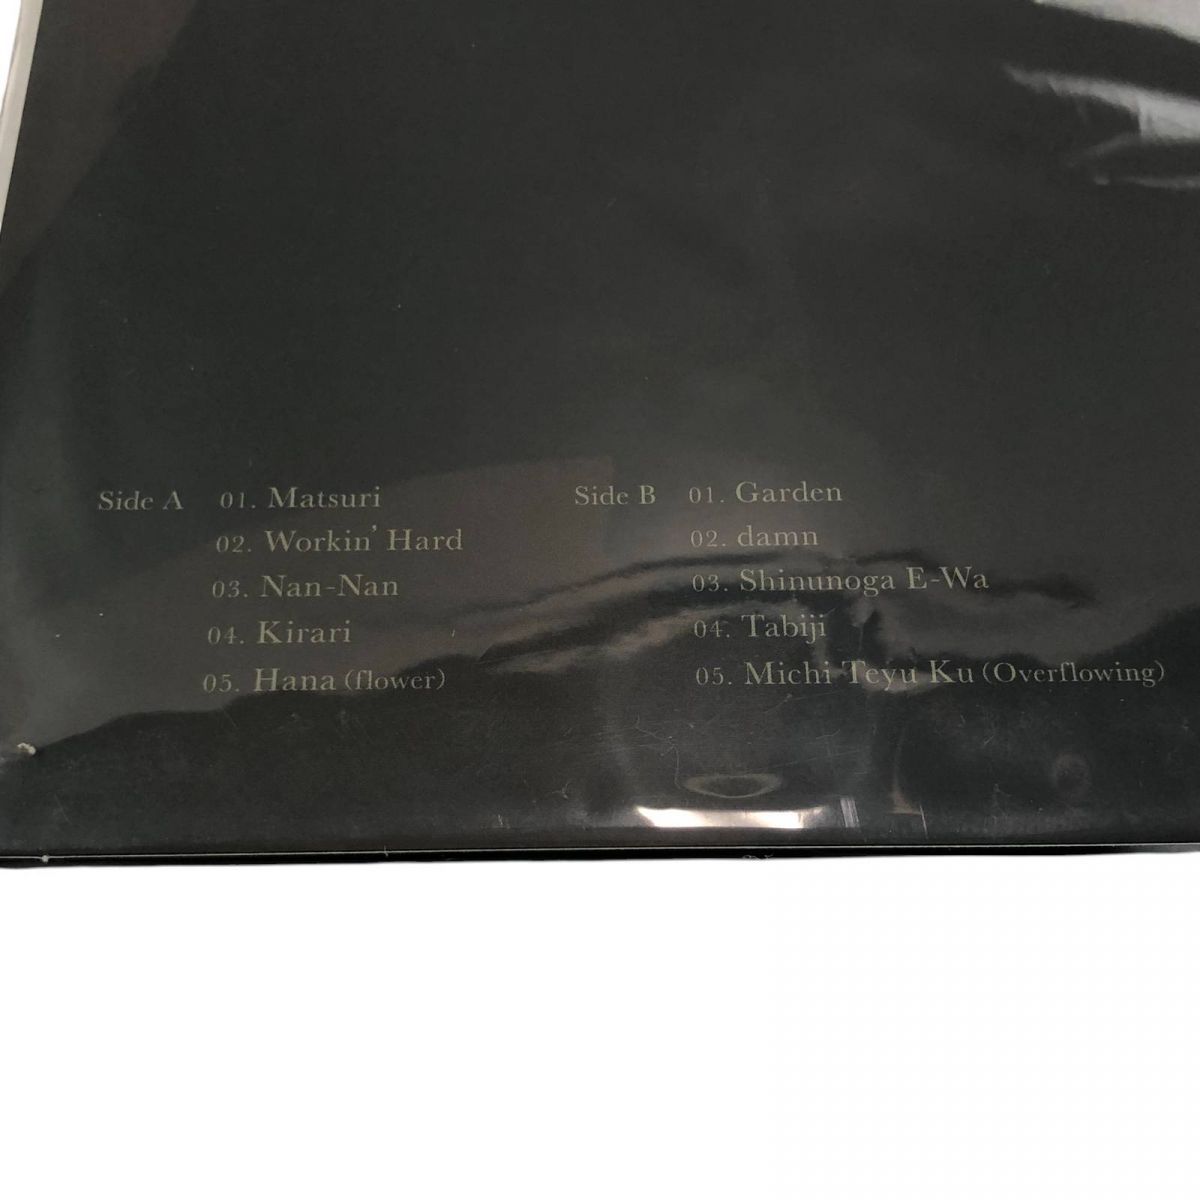 Side A 01. Matsuri
02. Workin' Hard
03. Nan-Nan
04. Kirari
05. Hana (flower)
Side B 01. Garden
02. damn
03. Shinunoga E-Wa
04. Tabiji
05. Michi Teyu Ku (Overflowing)